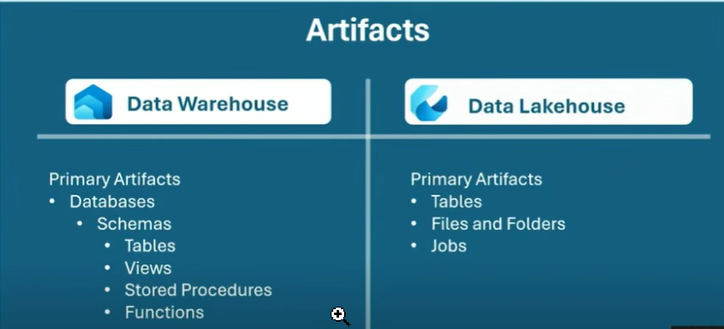 Artifacts
Data Warehouse
Data Lakehouse
Primary Artifacts
• Databases
• Schemas
• Tables
• Views
• Stored Procedures
• Functions
Primary Artifacts
• Tables
• Files and Folders
• Jobs